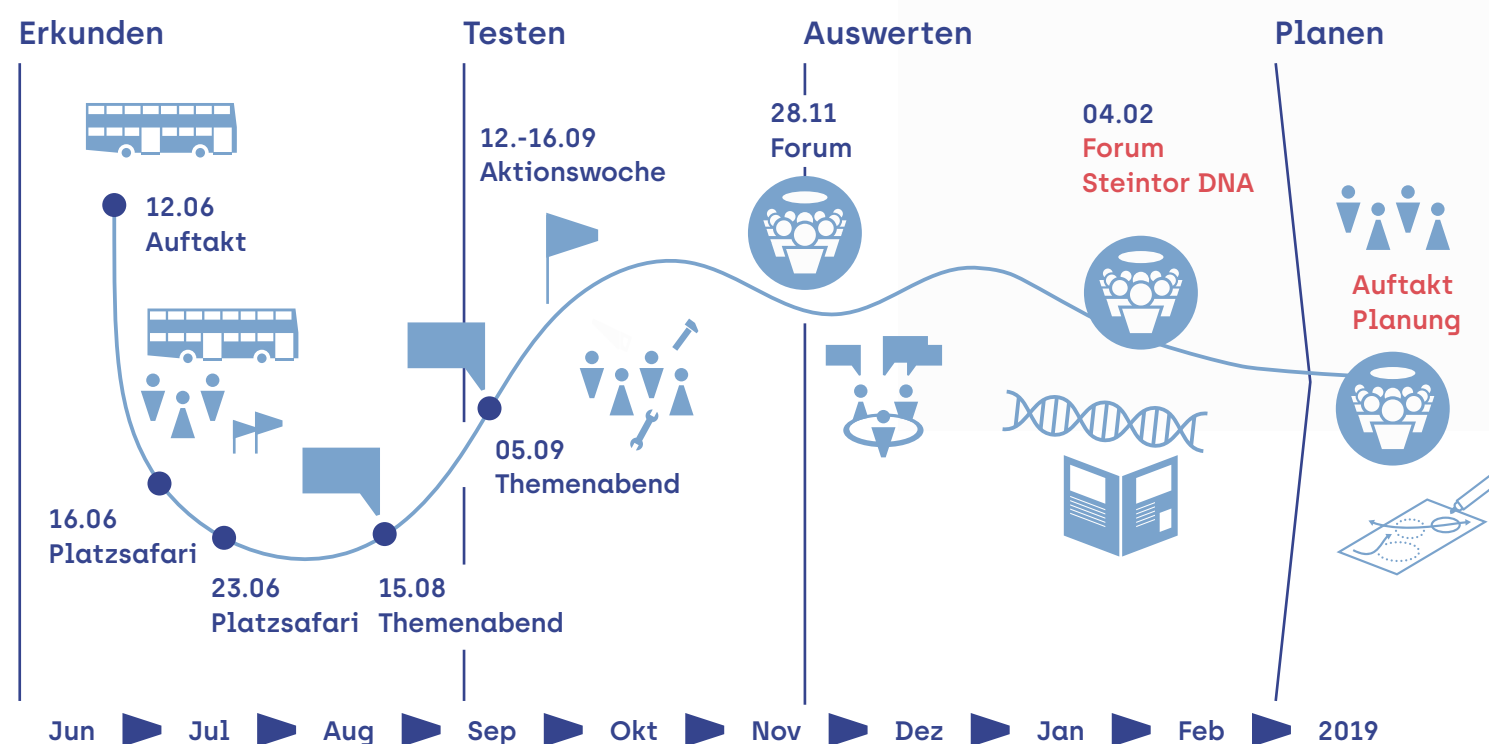 Erkunden
Testen
Auswerten
Planen
12.06
Auftakt
16.06
Platzsafari
23.06
Platzsafari
15.08
Themenabend
05.09
Themenabend
12.-16.09
Aktionswoche
28.11
Forum
04.02
Forum
Steintor DNA
Auftakt
Planung
Jun Jul Aug Sep Okt Nov Dez Jan Feb 2019